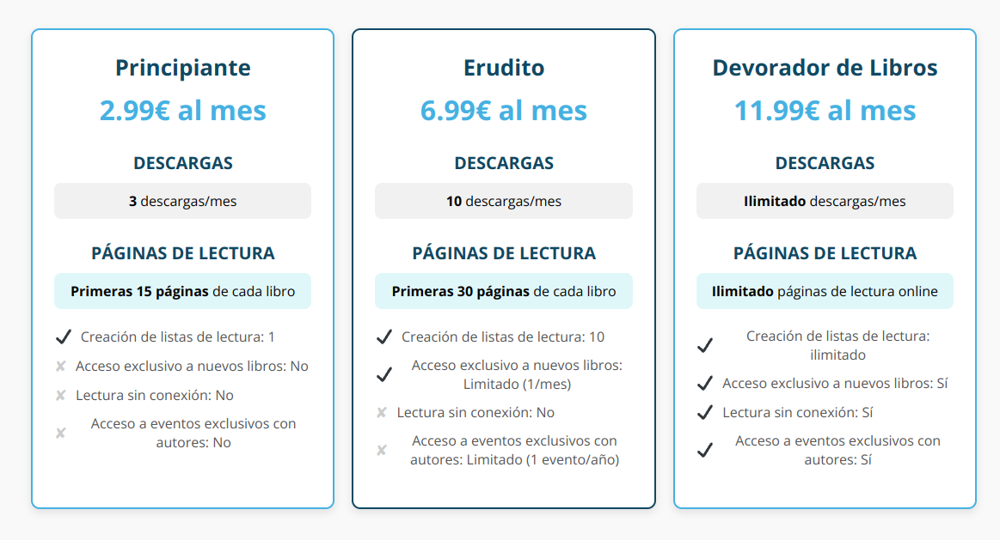 Principiante
2.99€ al mes
DESCARGAS
3 descargas/mes
PÁGINAS DE LECTURA
Primeras 15 páginas de cada libro
Creación de listas de lectura: 1
Acceso exclusivo a nuevos libros: No
Lectura sin conexión: No
Acceso a eventos exclusivos con
autores: No
Erudito
6.99€ al mes
DESCARGAS
10 descargas/mes
PÁGINAS DE LECTURA
Primeras 30 páginas de cada libro
Creación de listas de lectura: 10
Acceso exclusivo a nuevos libros:
Limitado (1/mes)
Lectura sin conexión: No
Acceso a eventos exclusivos con
autores: Limitado (1 evento/año)
Devorador de Libros
11.99€ al mes
DESCARGAS
Ilimitado descargas/mes
PÁGINAS DE LECTURA
Ilimitado páginas de lectura online
Creación de listas de lectura:
ilimitado
Acceso exclusivo a nuevos libros: Sí
Lectura sin conexión: Sí
Acceso a eventos exclusivos con
autores: Sí